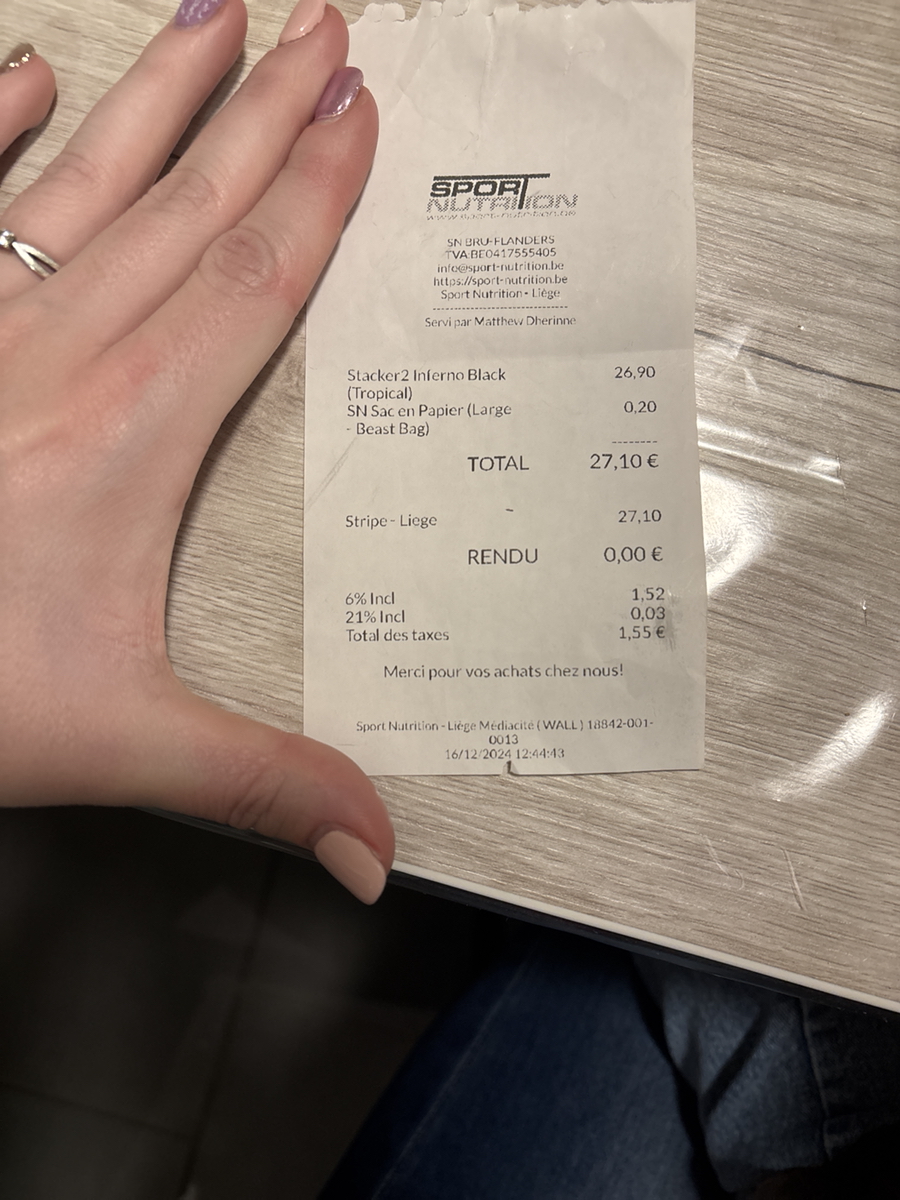 SPORT
NUTRITION
www.sport-nutrition.be
SN BRU-FLANDERS
TVA:BE0417555405
info@sport-nutrition.be
https://sport-nutrition.be
Sport Nutrition - Liège
--------------------------------
Servi par Matthew Dherinne
Stacker2 Inferno Black 26,90
(Tropical)
SN Sac en Papier (Large 0,20
- Beast Bag)
--------
TOTAL 27,10 €
Stripe - Liege 27,10
RENDU 0,00 €
6% Incl 1,52
21% Incl 0,03
Total des taxes 1,55 €
Merci pour vos achats chez nous!
Sport Nutrition - Liège Médiacité ( WALL ) 18842-001-
0013
16/12/2024 12:44:43